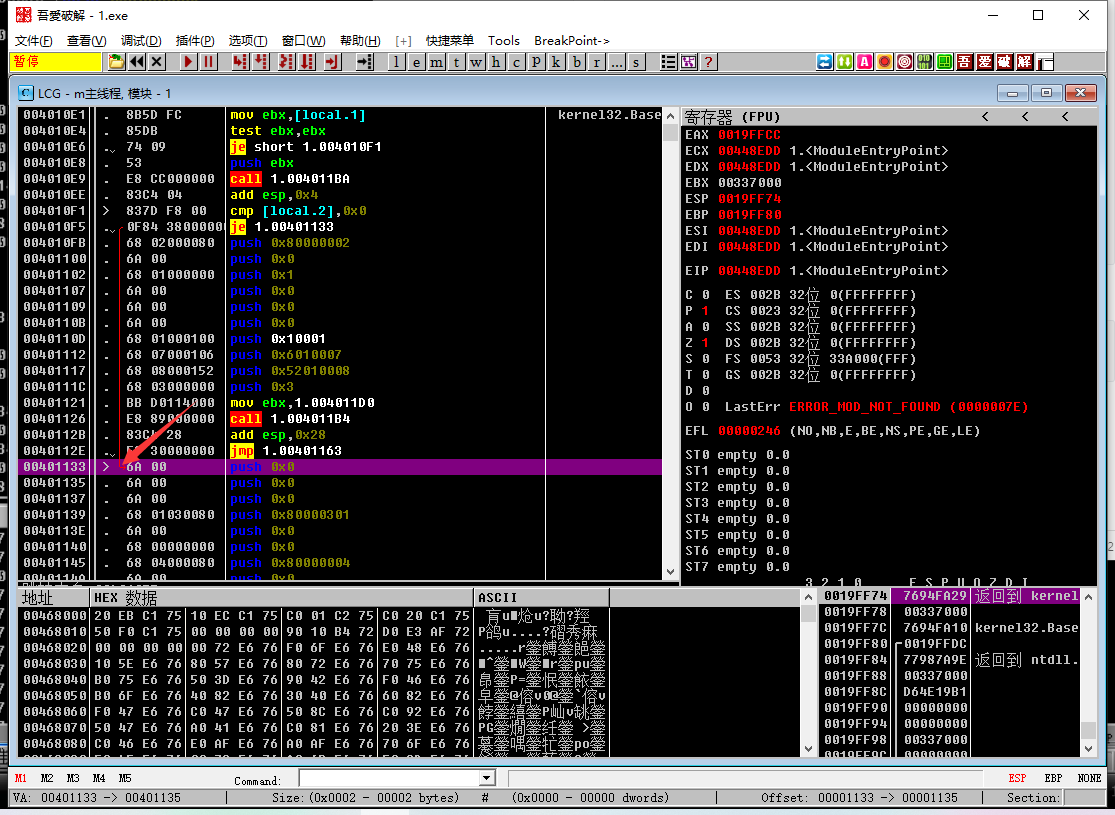 吾愛破解 - 1.exe
文件(F) 查看(V) 调试(D) 插件(P) 选项(T) 窗口(W) 帮助(H) [+] 快捷菜单 Tools BreakPoint->
暂停 l e m t w h c p k b r ... s ? A 吾 爱 破 解
LCG - m主线程, 模块 - 1
004010E1 . 8B5D FC mov ebx,[local.1] kernel32.Base
004010E4 . 85DB test ebx,ebx
004010E6 . 74 09 je short 1.004010F1
004010E8 . 53 push ebx
004010E9 . E8 CC000000 call 1.004011BA
004010EE . 83C4 04 add esp,0x4
004010F1 > 837D F8 00 cmp [local.2],0x0
004010F5 . 0F84 38000000 je 1.00401133
004010FB . 68 02000080 push 0x80000002
00401100 . 6A 00 push 0x0
00401102 . 68 01000000 push 0x1
00401107 . 6A 00 push 0x0
00401109 . 6A 00 push 0x0
0040110B . 6A 00 push 0x0
0040110D . 68 01000100 push 0x10001
00401112 . 68 07000106 push 0x6010007
00401117 . 68 08000152 push 0x52010008
0040111C . 68 03000000 push 0x3
00401121 . BB D0114000 mov ebx,1.004011D0
00401126 . E8 89000000 call 1.004011B4
0040112B . 83C4 28 add esp,0x28
0040112E . 30000000 jmp 1.00401163
00401133 > 6A 00 push 0x0
00401135 . 6A 00 push 0x0
00401137 . 6A 00 push 0x0
00401139 . 68 01030080 push 0x80000301
0040113E . 6A 00 push 0x0
00401140 . 68 00000000 push 0x0
00401145 . 68 04000080 push 0x80000004
0040114A . 6A 00 push 0x0
寄存器 (FPU) < < <
EAX 0019FFCC
ECX 00448EDD 1.<ModuleEntryPoint>
EDX 00448EDD 1.<ModuleEntryPoint>
EBX 00337000
ESP 0019FF74
EBP 0019FF80
ESI 00448EDD 1.<ModuleEntryPoint>
EDI 00448EDD 1.<ModuleEntryPoint>
EIP 00448EDD 1.<ModuleEntryPoint>
C 0 ES 002B 32位 0(FFFFFFFF)
P 1 CS 0023 32位 0(FFFFFFFF)
A 0 SS 002B 32位 0(FFFFFFFF)
Z 1 DS 002B 32位 0(FFFFFFFF)
S 0 FS 0053 32位 33A000(FFF)
T 0 GS 002B 32位 0(FFFFFFFF)
D 0
O 0 LastErr ERROR_MOD_NOT_FOUND (0000007E)
EFL 00000246 (NO,NB,E,BE,NS,PE,GE,LE)
ST0 empty 0.0
ST1 empty 0.0
ST2 empty 0.0
ST3 empty 0.0
ST4 empty 0.0
ST5 empty 0.0
ST6 empty 0.0
ST7 empty 0.0
3 2 1 0 E S P U O Z D I
地址 HEX 数据 ASCII
00468000 20 EB C1 75 10 EC C1 75 C0 01 C2 75 C0 20 C1 75
00468010 50 F0 C1 75 00 00 00 00 90 10 B4 72 D0 E3 AF 72
00468020 00 00 00 00 00 72 E6 76 F0 6F E6 76 E0 48 E6 76
00468030 10 5E E6 76 80 57 E6 76 80 72 E6 76 70 75 E6 76
00468040 B0 75 E6 76 50 3D E6 76 90 42 E6 76 F0 46 E6 76
00468050 B0 6F E6 76 40 82 E6 76 30 40 E6 76 60 82 E6 76
00468060 F0 47 E6 76 C0 47 E6 76 50 8C E6 76 C0 92 E6 76
00468070 50 47 E6 76 A0 41 E6 76 C0 81 E6 76 20 3E E6 76
00468080 C0 46 E6 76 E0 AF E6 76 A0 AF E6 76 70 6F E6 76
0019FF74 7694FA29 返回到 kernel
0019FF78 00337000
0019FF7C 7694FA10 kernel32.Base
0019FF80 0019FFDC
0019FF84 77987A9E 返回到 ntdll.
0019FF88 00337000
0019FF8C D64E19B1
0019FF90 00000000
0019FF94 00000000
0019FF98 00337000
0019FF9C 00000000
M1 M2 M3 M4 M5 Command: ESP EBP NONE
VA: 00401133 -> 00401135 Size:(0x0002 - 00002 bytes) # (0x0000 - 00000 dwords) Offset: 00001133 -> 00001135 Section: